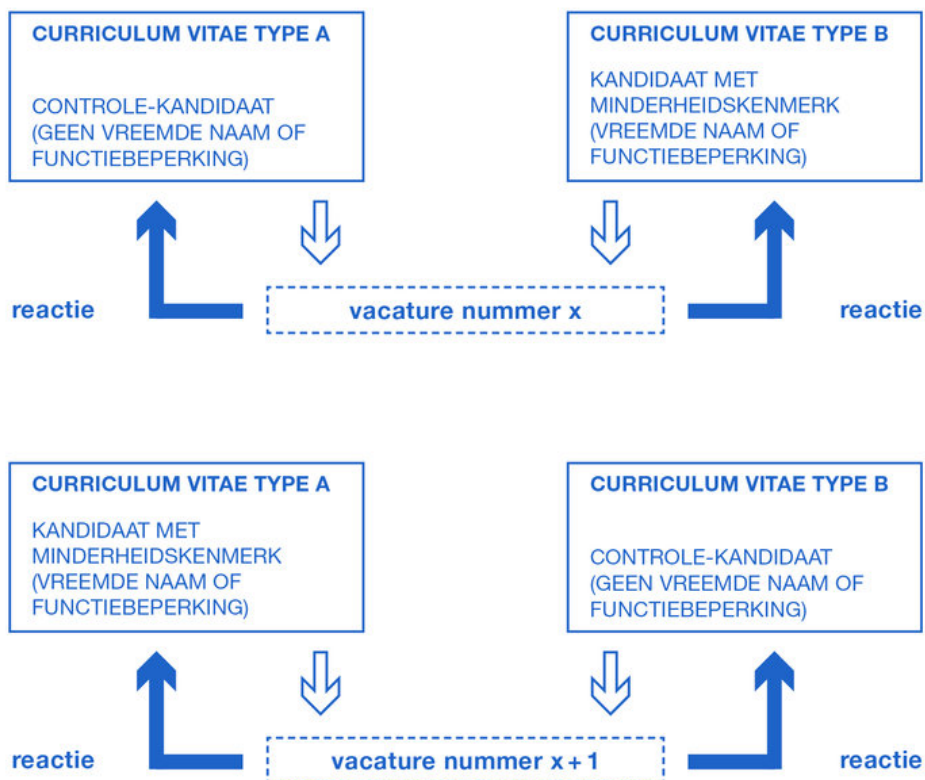 CURRICULUM VITAE TYPE A
CONTROLE-KANDIDAAT
(GEEN VREEMDE NAAM OF
FUNCTIEBEPERKING)
CURRICULUM VITAE TYPE B
KANDIDAAT MET
MINDERHEIDSKENMERK
(VREEMDE NAAM OF
FUNCTIEBEPERKING)
reactie
vacature nummer x
reactie
CURRICULUM VITAE TYPE A
KANDIDAAT MET
MINDERHEIDSKENMERK
(VREEMDE NAAM OF
FUNCTIEBEPERKING)
CURRICULUM VITAE TYPE B
CONTROLE-KANDIDAAT
(GEEN VREEMDE NAAM OF
FUNCTIEBEPERKING)
reactie
vacature nummer x + 1
reactie